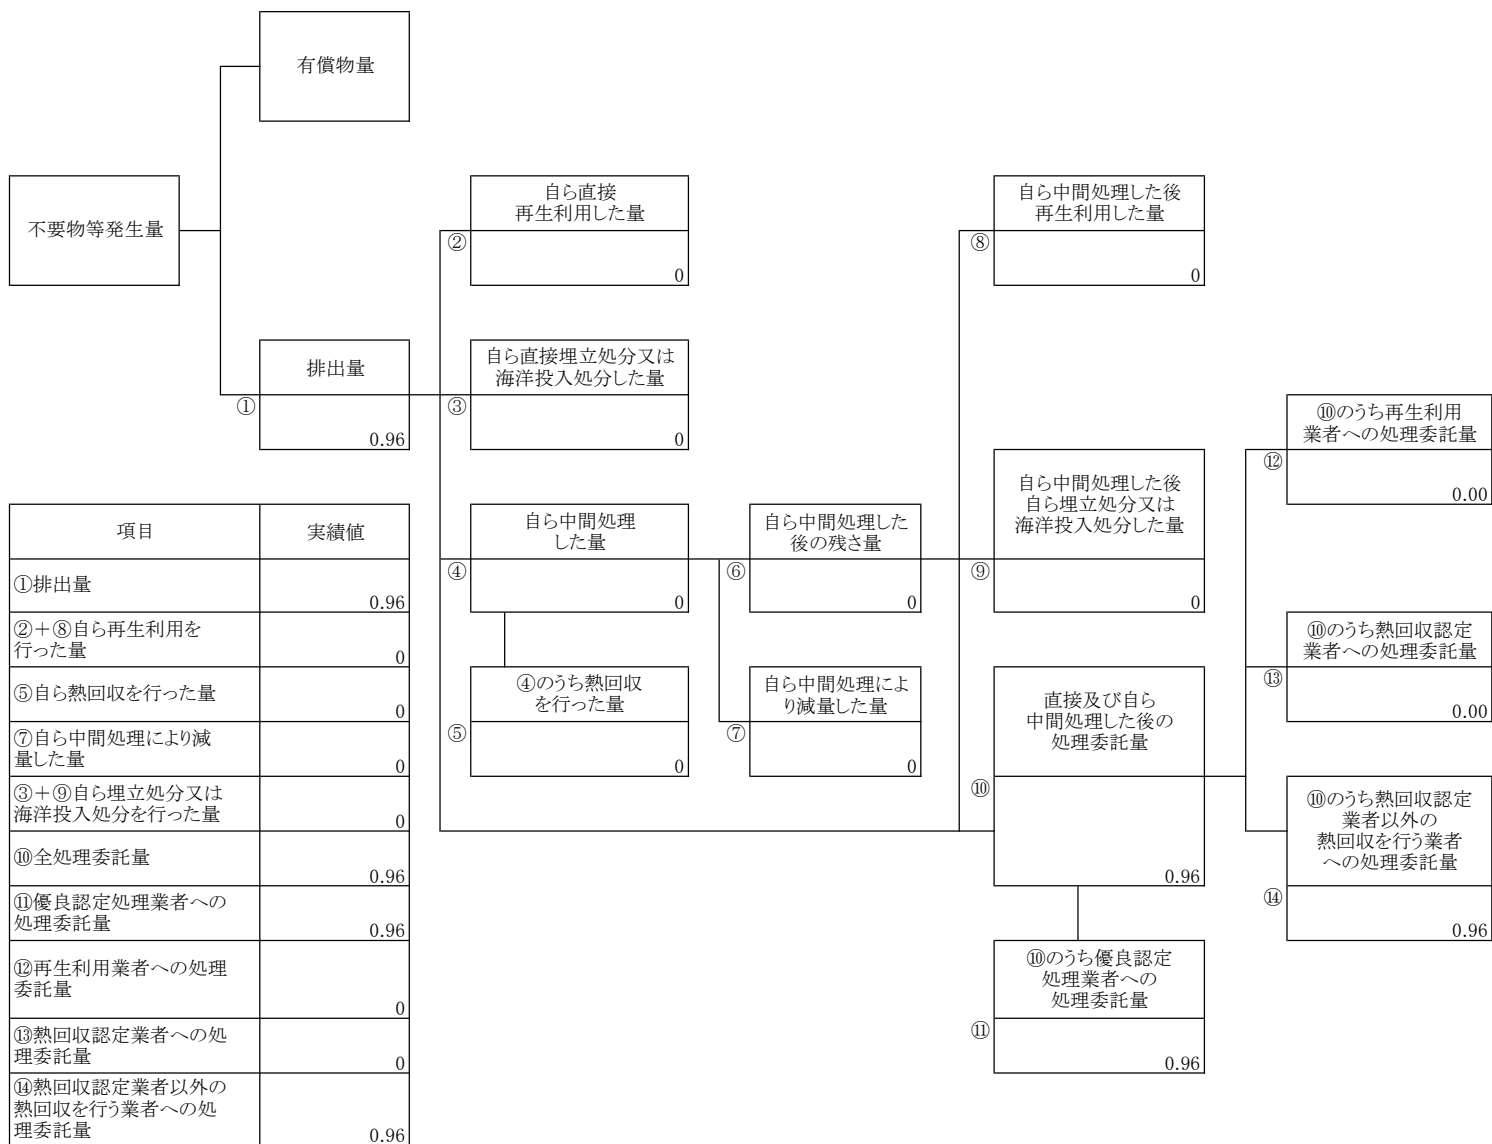 有償物量
不要物等発生量
自ら直接
再生利用した量
②
0
自ら中間処理した後
再生利用した量
⑧
0
排出量
①
0.96
自ら直接埋立処分又は
海洋投入処分した量
③
0
⑩のうち再生利用
業者への処理委託量
⑫
0.00
自ら中間処理した後
自ら埋立処分又は
海洋投入処分した量
⑨
0
自ら中間処理
した量
④
0
自ら中間処理した
後の残さ量
⑥
0
⑩のうち熱回収認定
業者への処理委託量
⑬
0.00
④のうち熱回収
を行った量
⑤
0
自ら中間処理によ
り減量した量
⑦
0
直接及び自ら
中間処理した後の
処理委託量
⑩
0.96
⑩のうち熱回収認定
業者以外の
熱回収を行う業者
への処理委託量
⑭
0.96
⑩のうち優良認定
処理業者への
処理委託量
⑪
0.96
項目 実績値
①排出量
0.96
②＋⑧自ら再生利用を
行った量
0
⑤自ら熱回収を行った量
0
⑦自ら中間処理により減
量した量
0
③＋⑨自ら埋立処分又は
海洋投入処分を行った量
0
⑩全処理委託量
0.96
⑪優良認定処理業者への
処理委託量
0.96
⑫再生利用業者への処理
委託量
0
⑬熱回収認定業者への処
理委託量
0
⑭熱回収認定業者以外の
熱回収を行う業者への処
理委託量
0.96